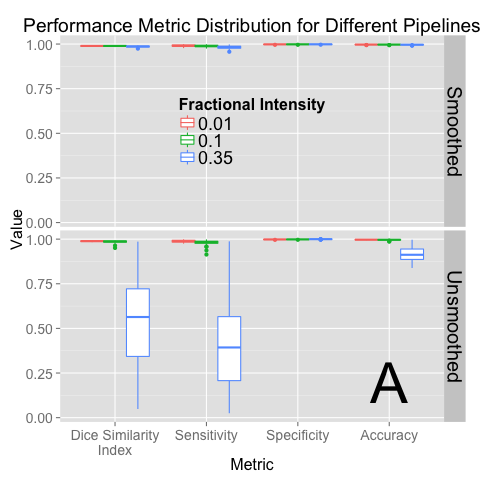 Performance Metric Distribution for Different Pipelines
1.00
0.75
0.50
0.25
0.00
Fractional Intensity
0.01
0.1
0.35
Smoothed
Value
1.00
0.75
0.50
0.25
0.00
Unsmoothed
A
Dice Similarity
Index
Sensitivity
Specificity
Accuracy
Metric